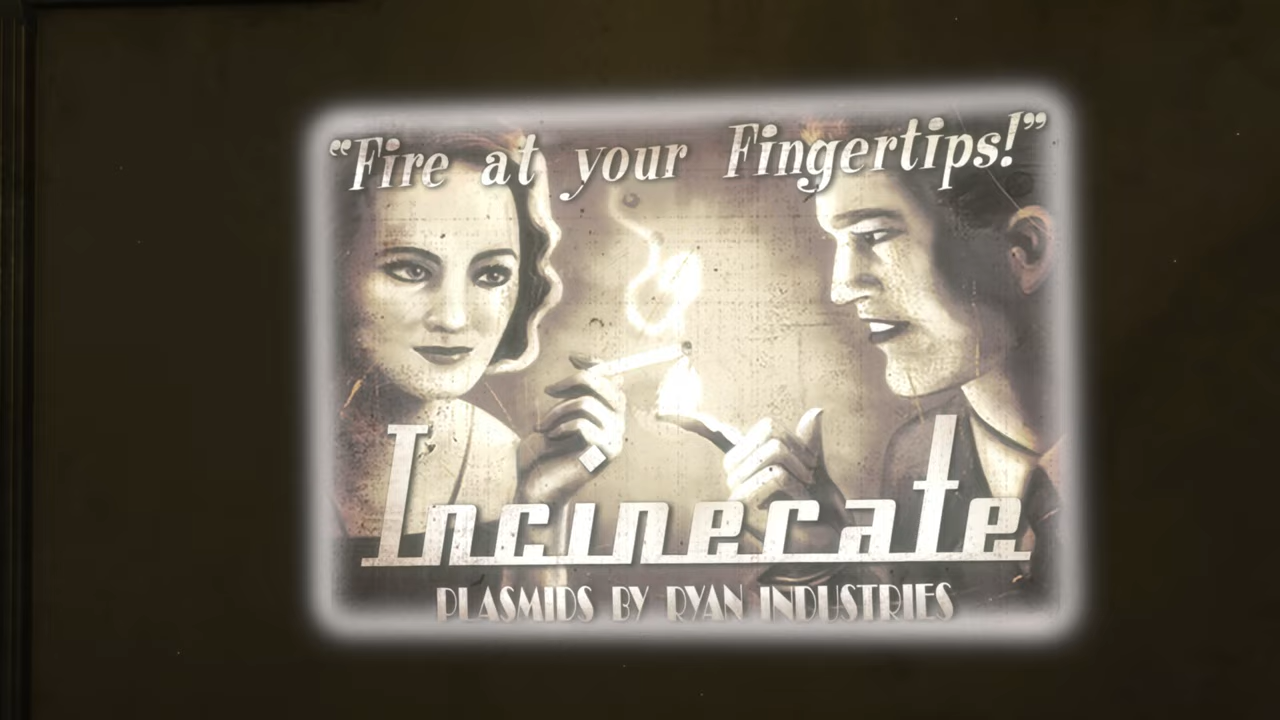 “Fire at your Fingertips!”
Incinerate
PLASMIDS BY RYAN INDUSTRIES